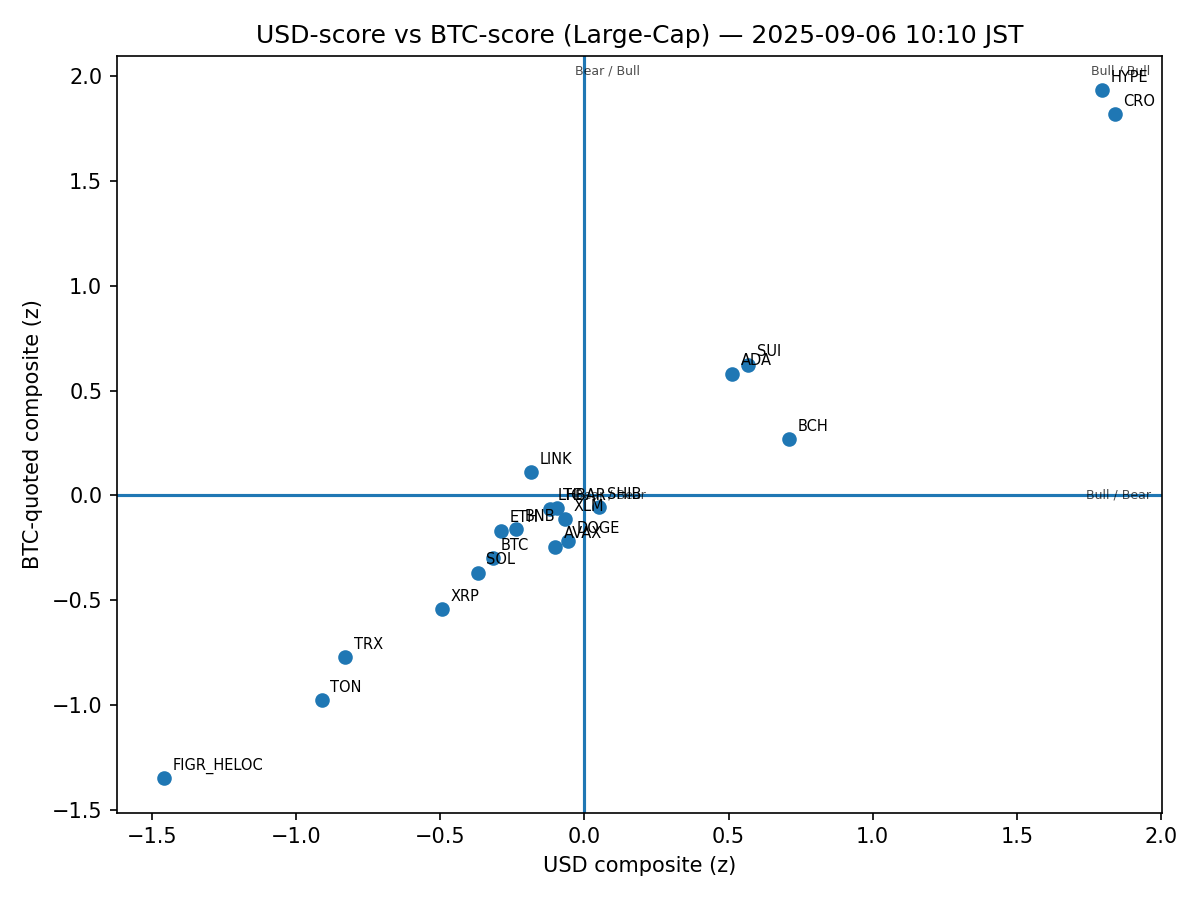 USD-score vs BTC-score (Large-Cap) — 2025-09-06 10:10 JST
Bear / Bull
Bull / Bull
HYPE
CRO
SUI
ADA
BCH
LINK
LTC
HBAR
SHIB
Bull / Bear
XLM
ETH
BNB
DOGE
AVAX
BTC
SOL
XRP
TRX
TON
FIGR_HELOC
2.0
1.5
1.0
0.5
0.0
−0.5
−1.0
−1.5
BTC-quoted composite (z)
−1.5
−1.0
−0.5
0.0
0.5
1.0
1.5
2.0
USD composite (z)